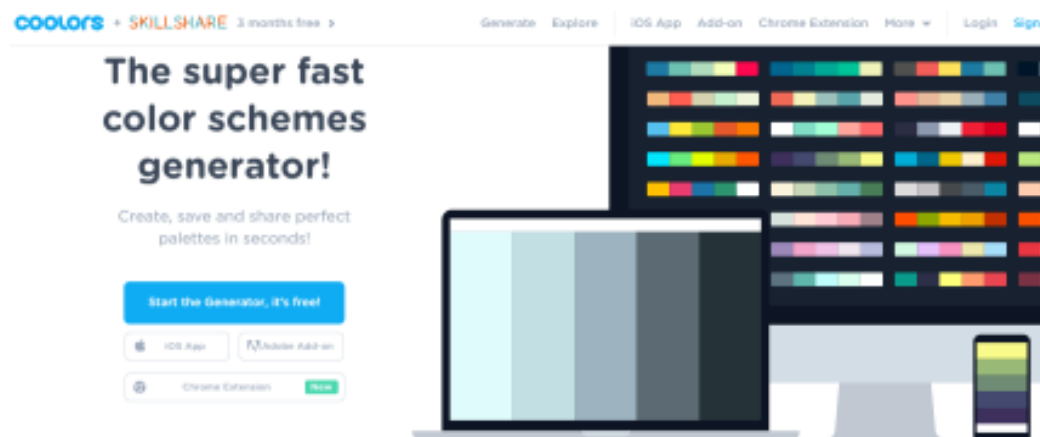 coolors + SKILLSHARE 3 months free >
Generate Explore iOS App Add-on Chrome Extension More Login Sign
The super fast
color schemes
generator!
Create, save and share perfect
palettes in seconds!
Start the Generator, it's free!
iOS App Adobe Add-on
Chrome Extension New